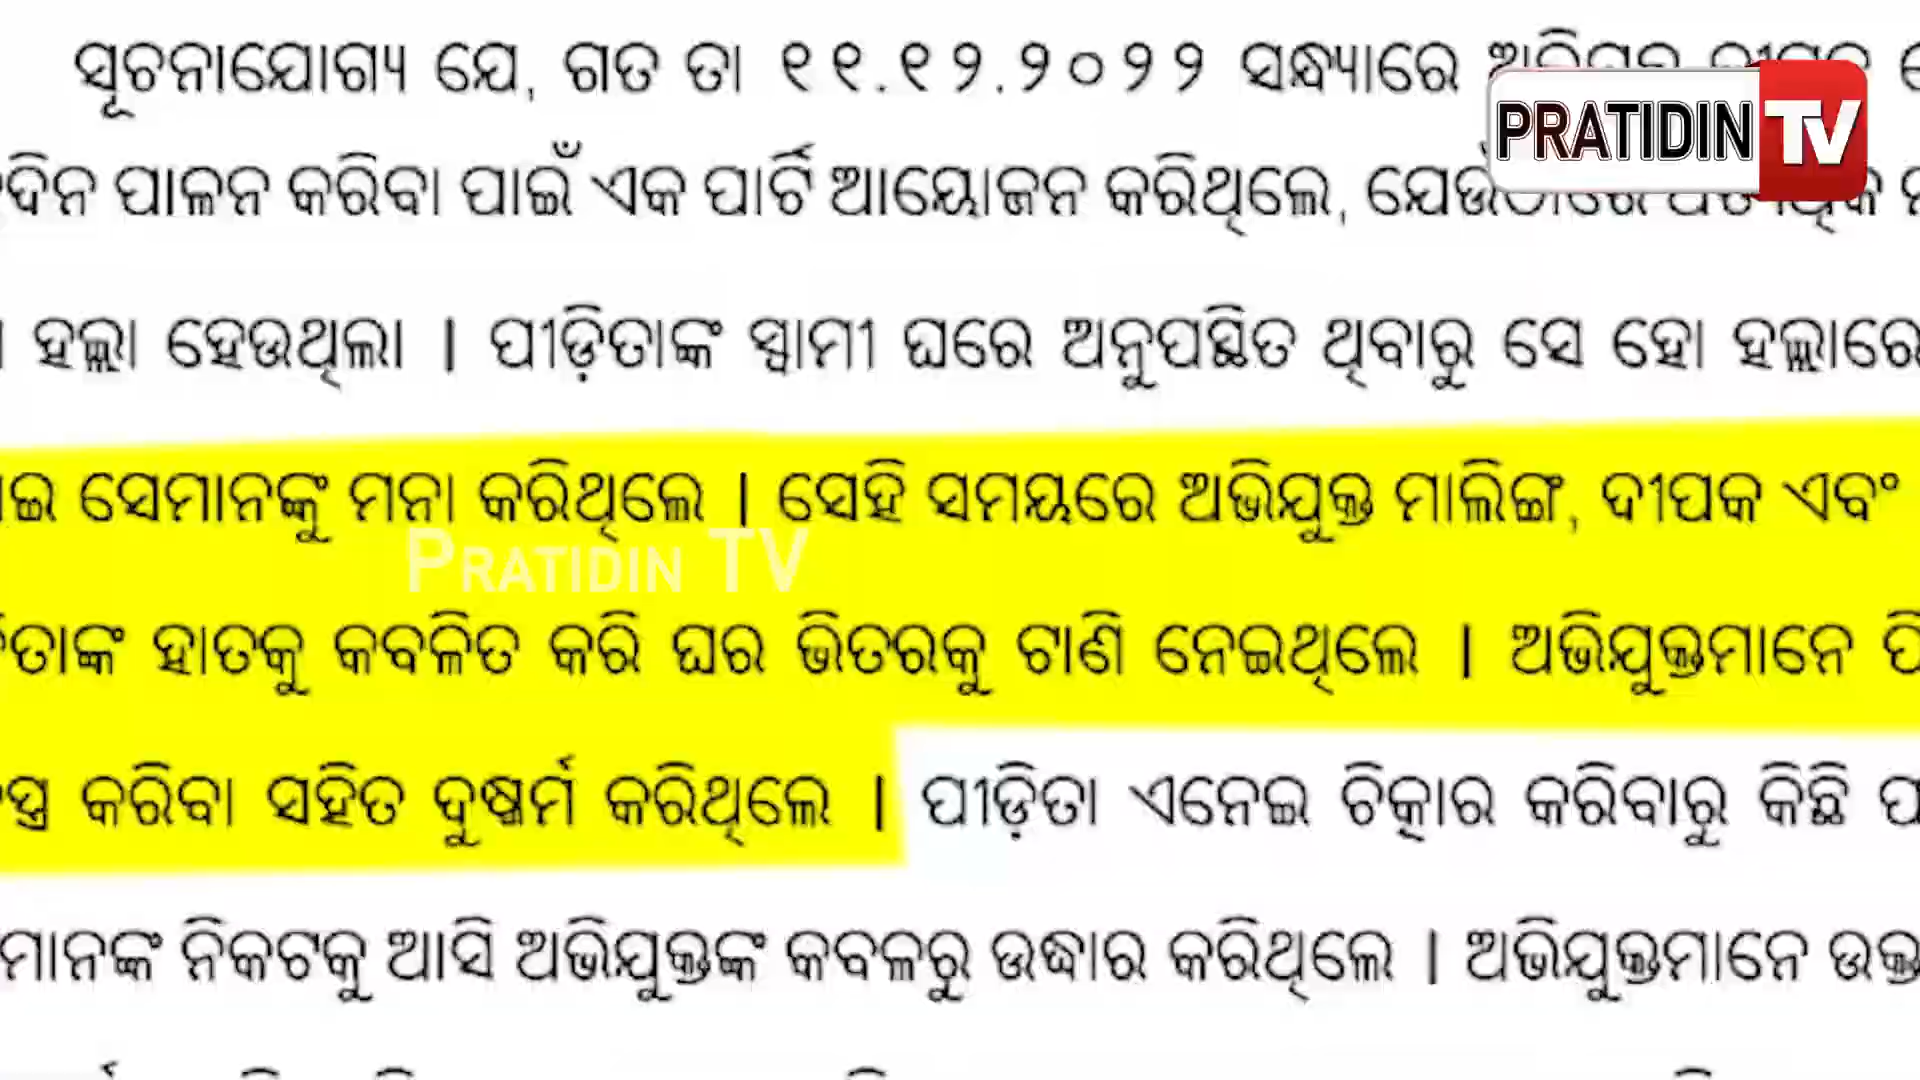 ସୂଚନାଯୋଗ୍ୟ ଯେ, ଗତ ତା ୧୧.୧୨.୨୦୨୨ ସନ୍ଧ୍ୟାରେ
PRATIDIN TV
ଦିନ ପାଳନ କରିବା ପାଇଁ ଏକ ପାର୍ଟି ଆୟୋଜନ କରିଥିଲେ,
ହଲ୍ଲା ହେଉଥିଲା । ପୀଡ଼ିତାଙ୍କ ସ୍ୱାମୀ ଘରେ ଅନୁପସ୍ଥିତ ଥିବାରୁ ସେ ହୋ ହଲ୍ଲାରେ
ସେମାନଙ୍କୁ ମନା କରିଥିଲେ । ସେହି ସମୟରେ ଅଭିଯୁକ୍ତ ମାଲିଙ୍ଗ, ଦୀପକ ଏବଂ
PRATIDIN TV
ହାତକୁ କବଳିତ କରି ଘର ଭିତରକୁ ଟାଣି ନେଇଥିଲେ । ଅଭିଯୁକ୍ତମାନେ
କରିବା ସହିତ ଦୁଷ୍କର୍ମ କରିଥିଲେ । ପୀଡ଼ିତା ଏନେଇ ଚିତ୍କାର କରିବାରୁ କିଛି
ମାନଙ୍କ ନିକଟକୁ ଆସି ଅଭିଯୁକ୍ତଙ୍କ କବଳରୁ ଉଦ୍ଧାର କରିଥିଲେ । ଅଭିଯୁକ୍ତମାନେ ଉକ୍ତ